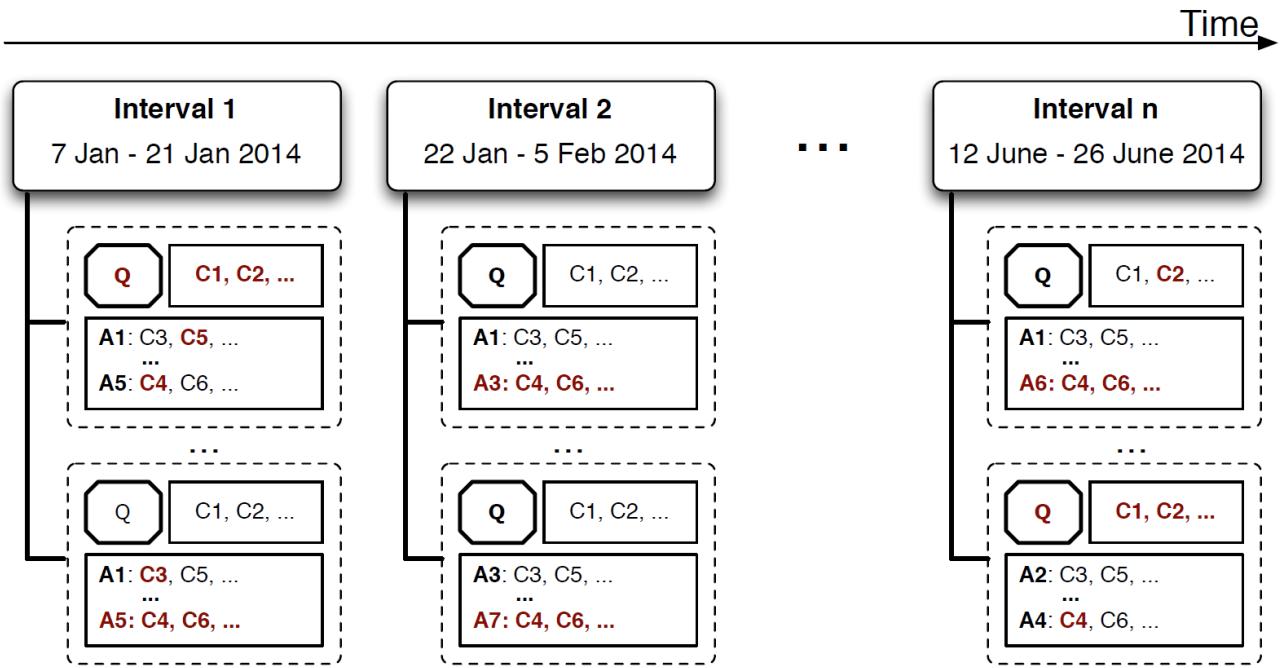 Time
Interval 1
7 Jan - 21 Jan 2014
Interval 2
22 Jan - 5 Feb 2014
...
Interval n
12 June - 26 June 2014
Q
C1, C2, ...
A1: C3, C5, ...
...
A5: C4, C6, ...
Q
C1, C2, ...
A1: C3, C5, ...
...
A3: C4, C6, ...
Q
C1, C2, ...
A1: C3, C5, ...
...
A6: C4, C6, ...
...
...
...
Q
C1, C2, ...
A1: C3, C5, ...
...
A5: C4, C6, ...
Q
C1, C2, ...
A3: C3, C5, ...
...
A7: C4, C6, ...
Q
C1, C2, ...
A2: C3, C5, ...
...
A4: C4, C6, ...